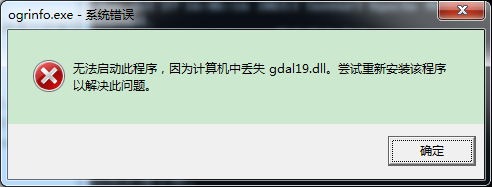 ogrinfo.exe - 系统错误
无法启动此程序，因为计算机中丢失 gdal19.dll。尝试重新安装该程序
以解决此问题。
确定